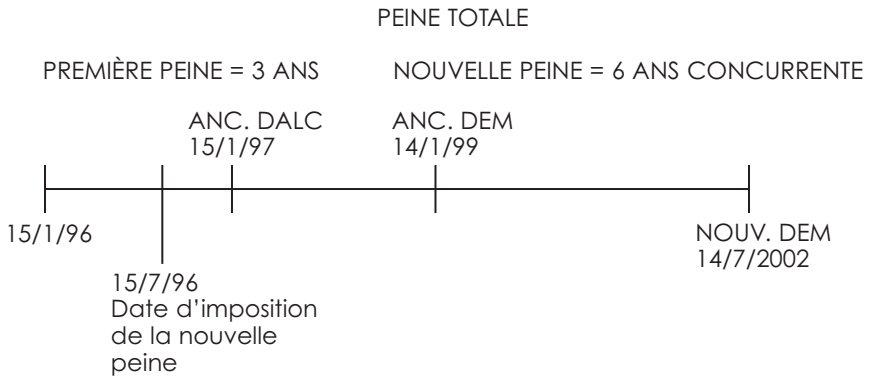 PEINE TOTALE
PREMIÈRE PEINE = 3 ANS
NOUVELLE PEINE = 6 ANS CONCURRENTE
ANC. DALC
15/1/97
ANC. DEM
14/1/99
15/1/96
NOUV. DEM
14/7/2002
15/7/96
Date d'imposition
de la nouvelle
peine